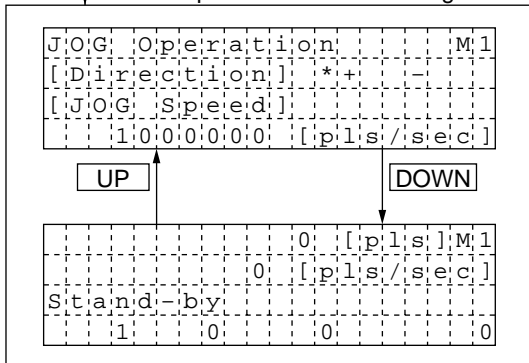 JOG Operation M1
[Direction] *+ -
[JOG Speed]
1000000 [pls/sec]
UP
DOWN
0 [pls]M1
0 [pls/sec]
Stand-by
1 0 0 0